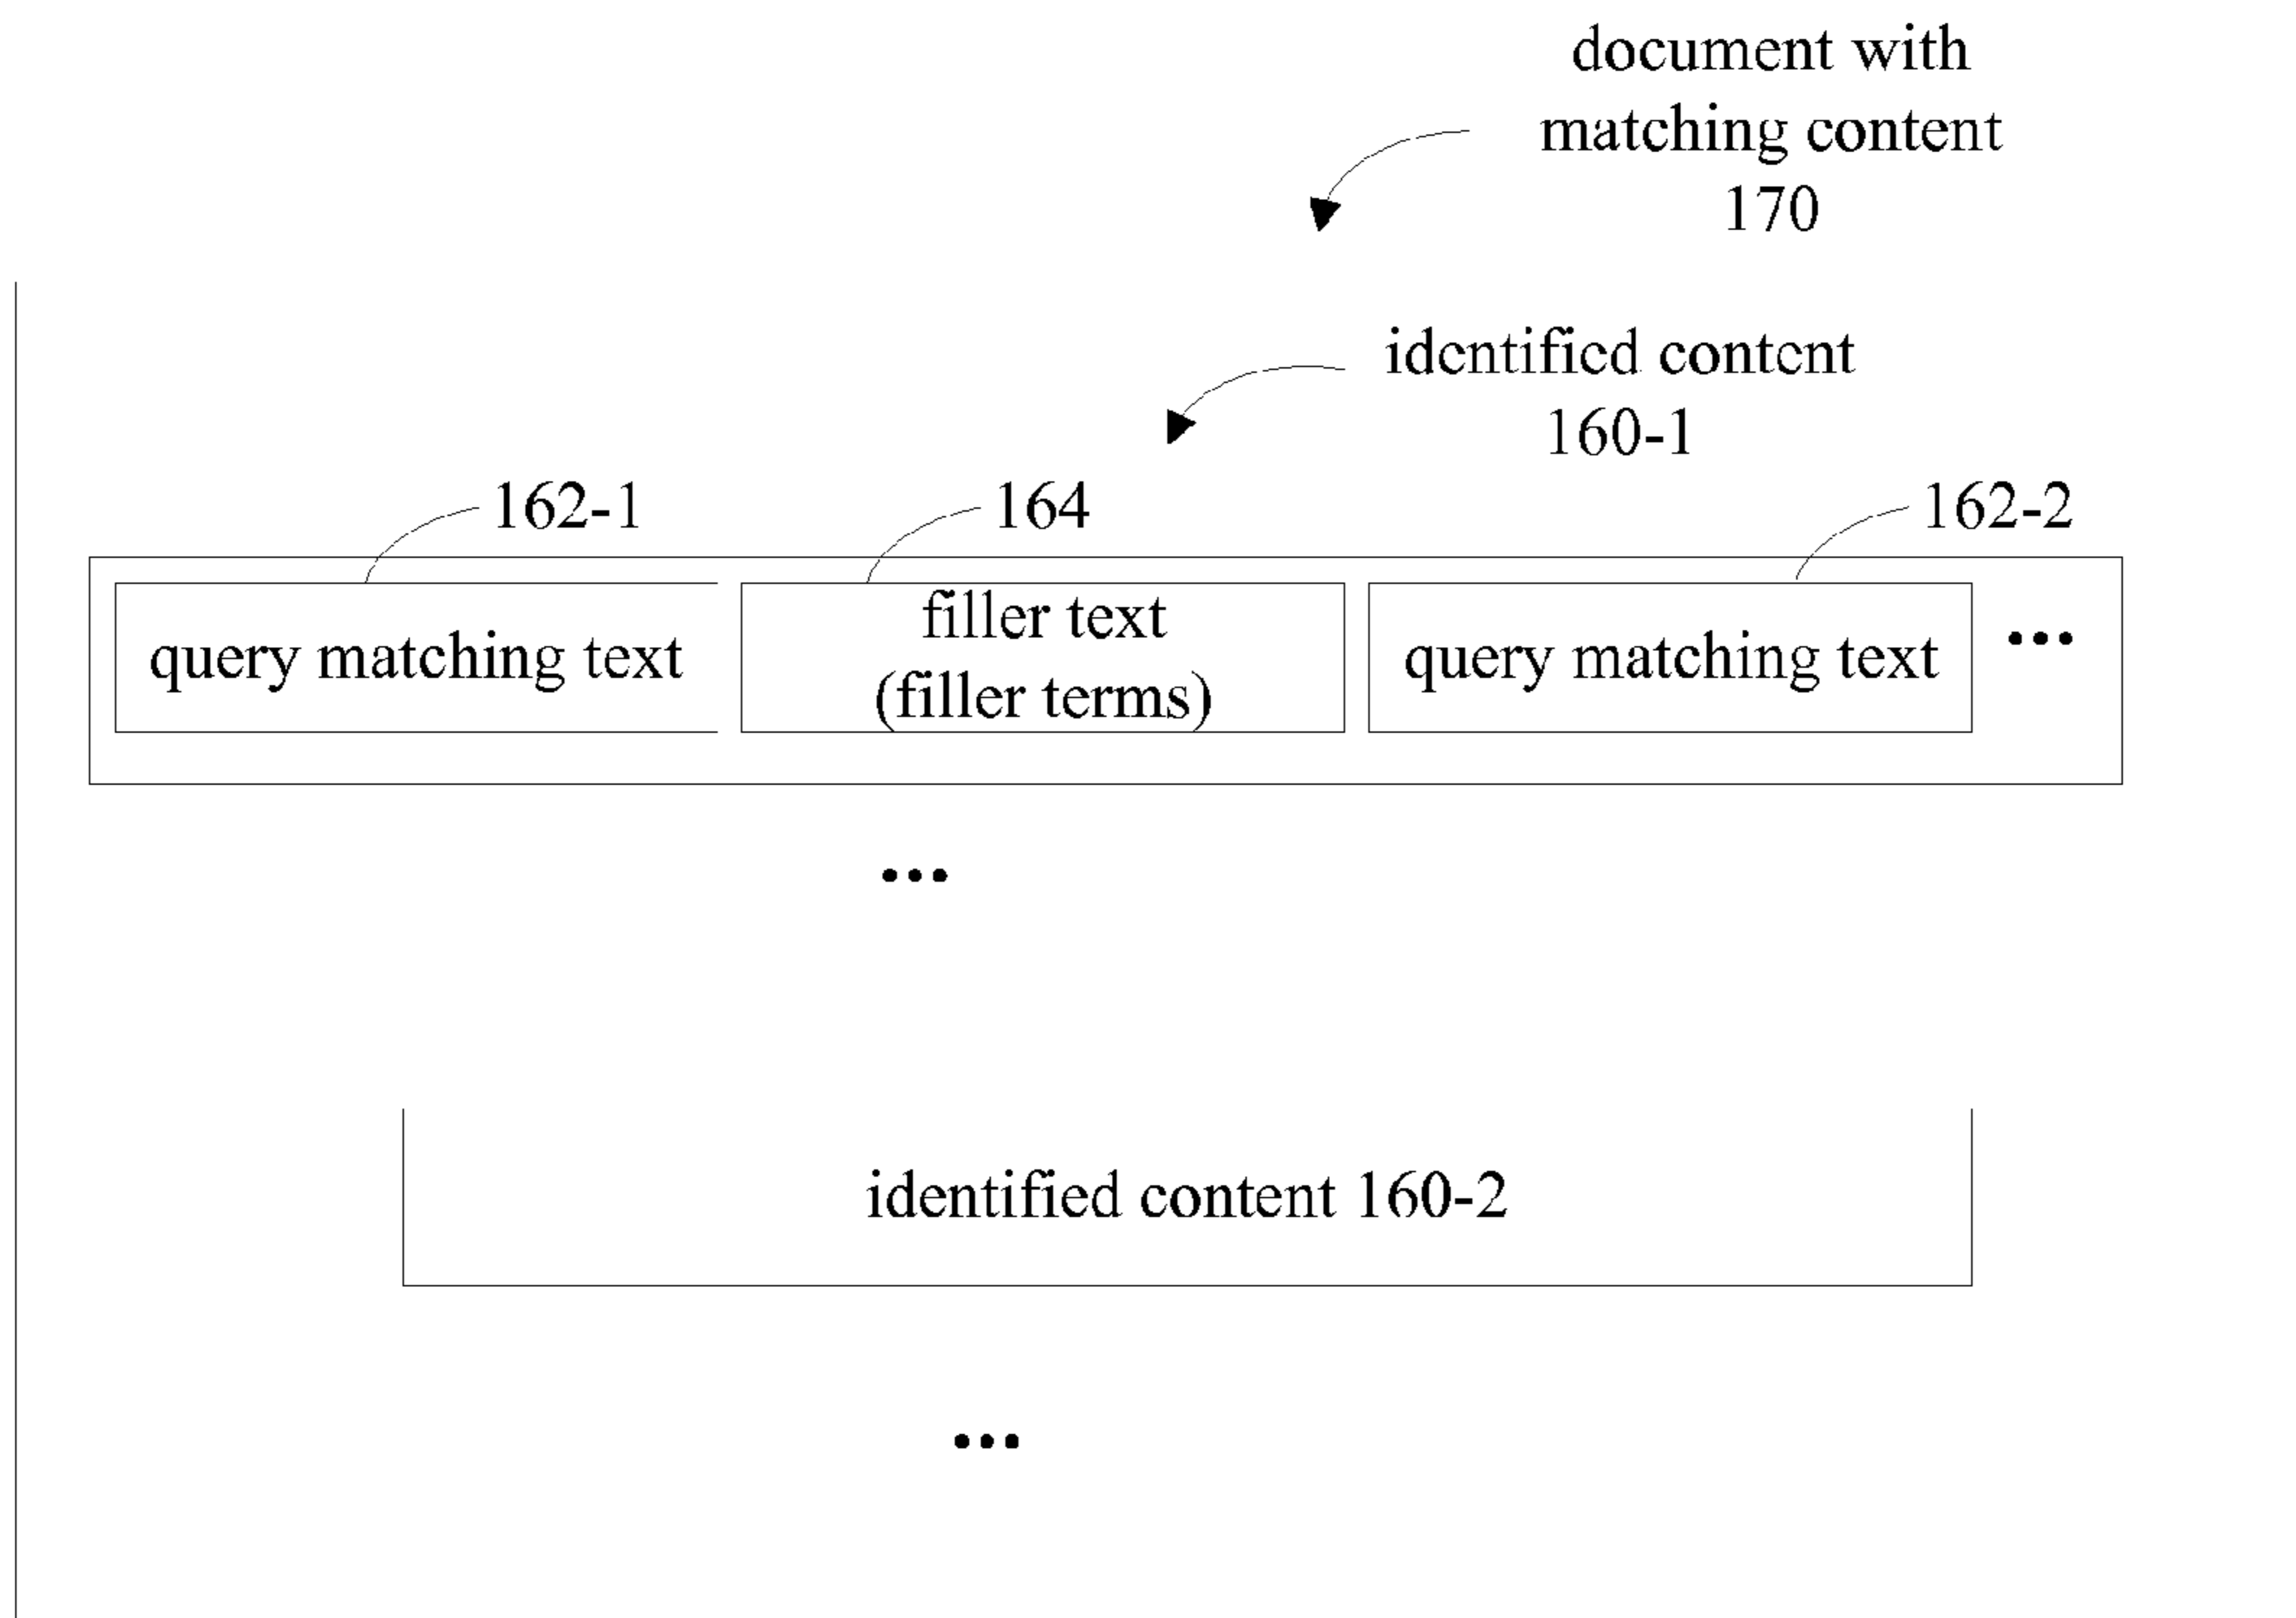 document with
matching content
170
identified content
160-1
162-1 164 162-2
query matching text
filler text
(filler terms)
query matching text
...
...
identified content 160-2
...